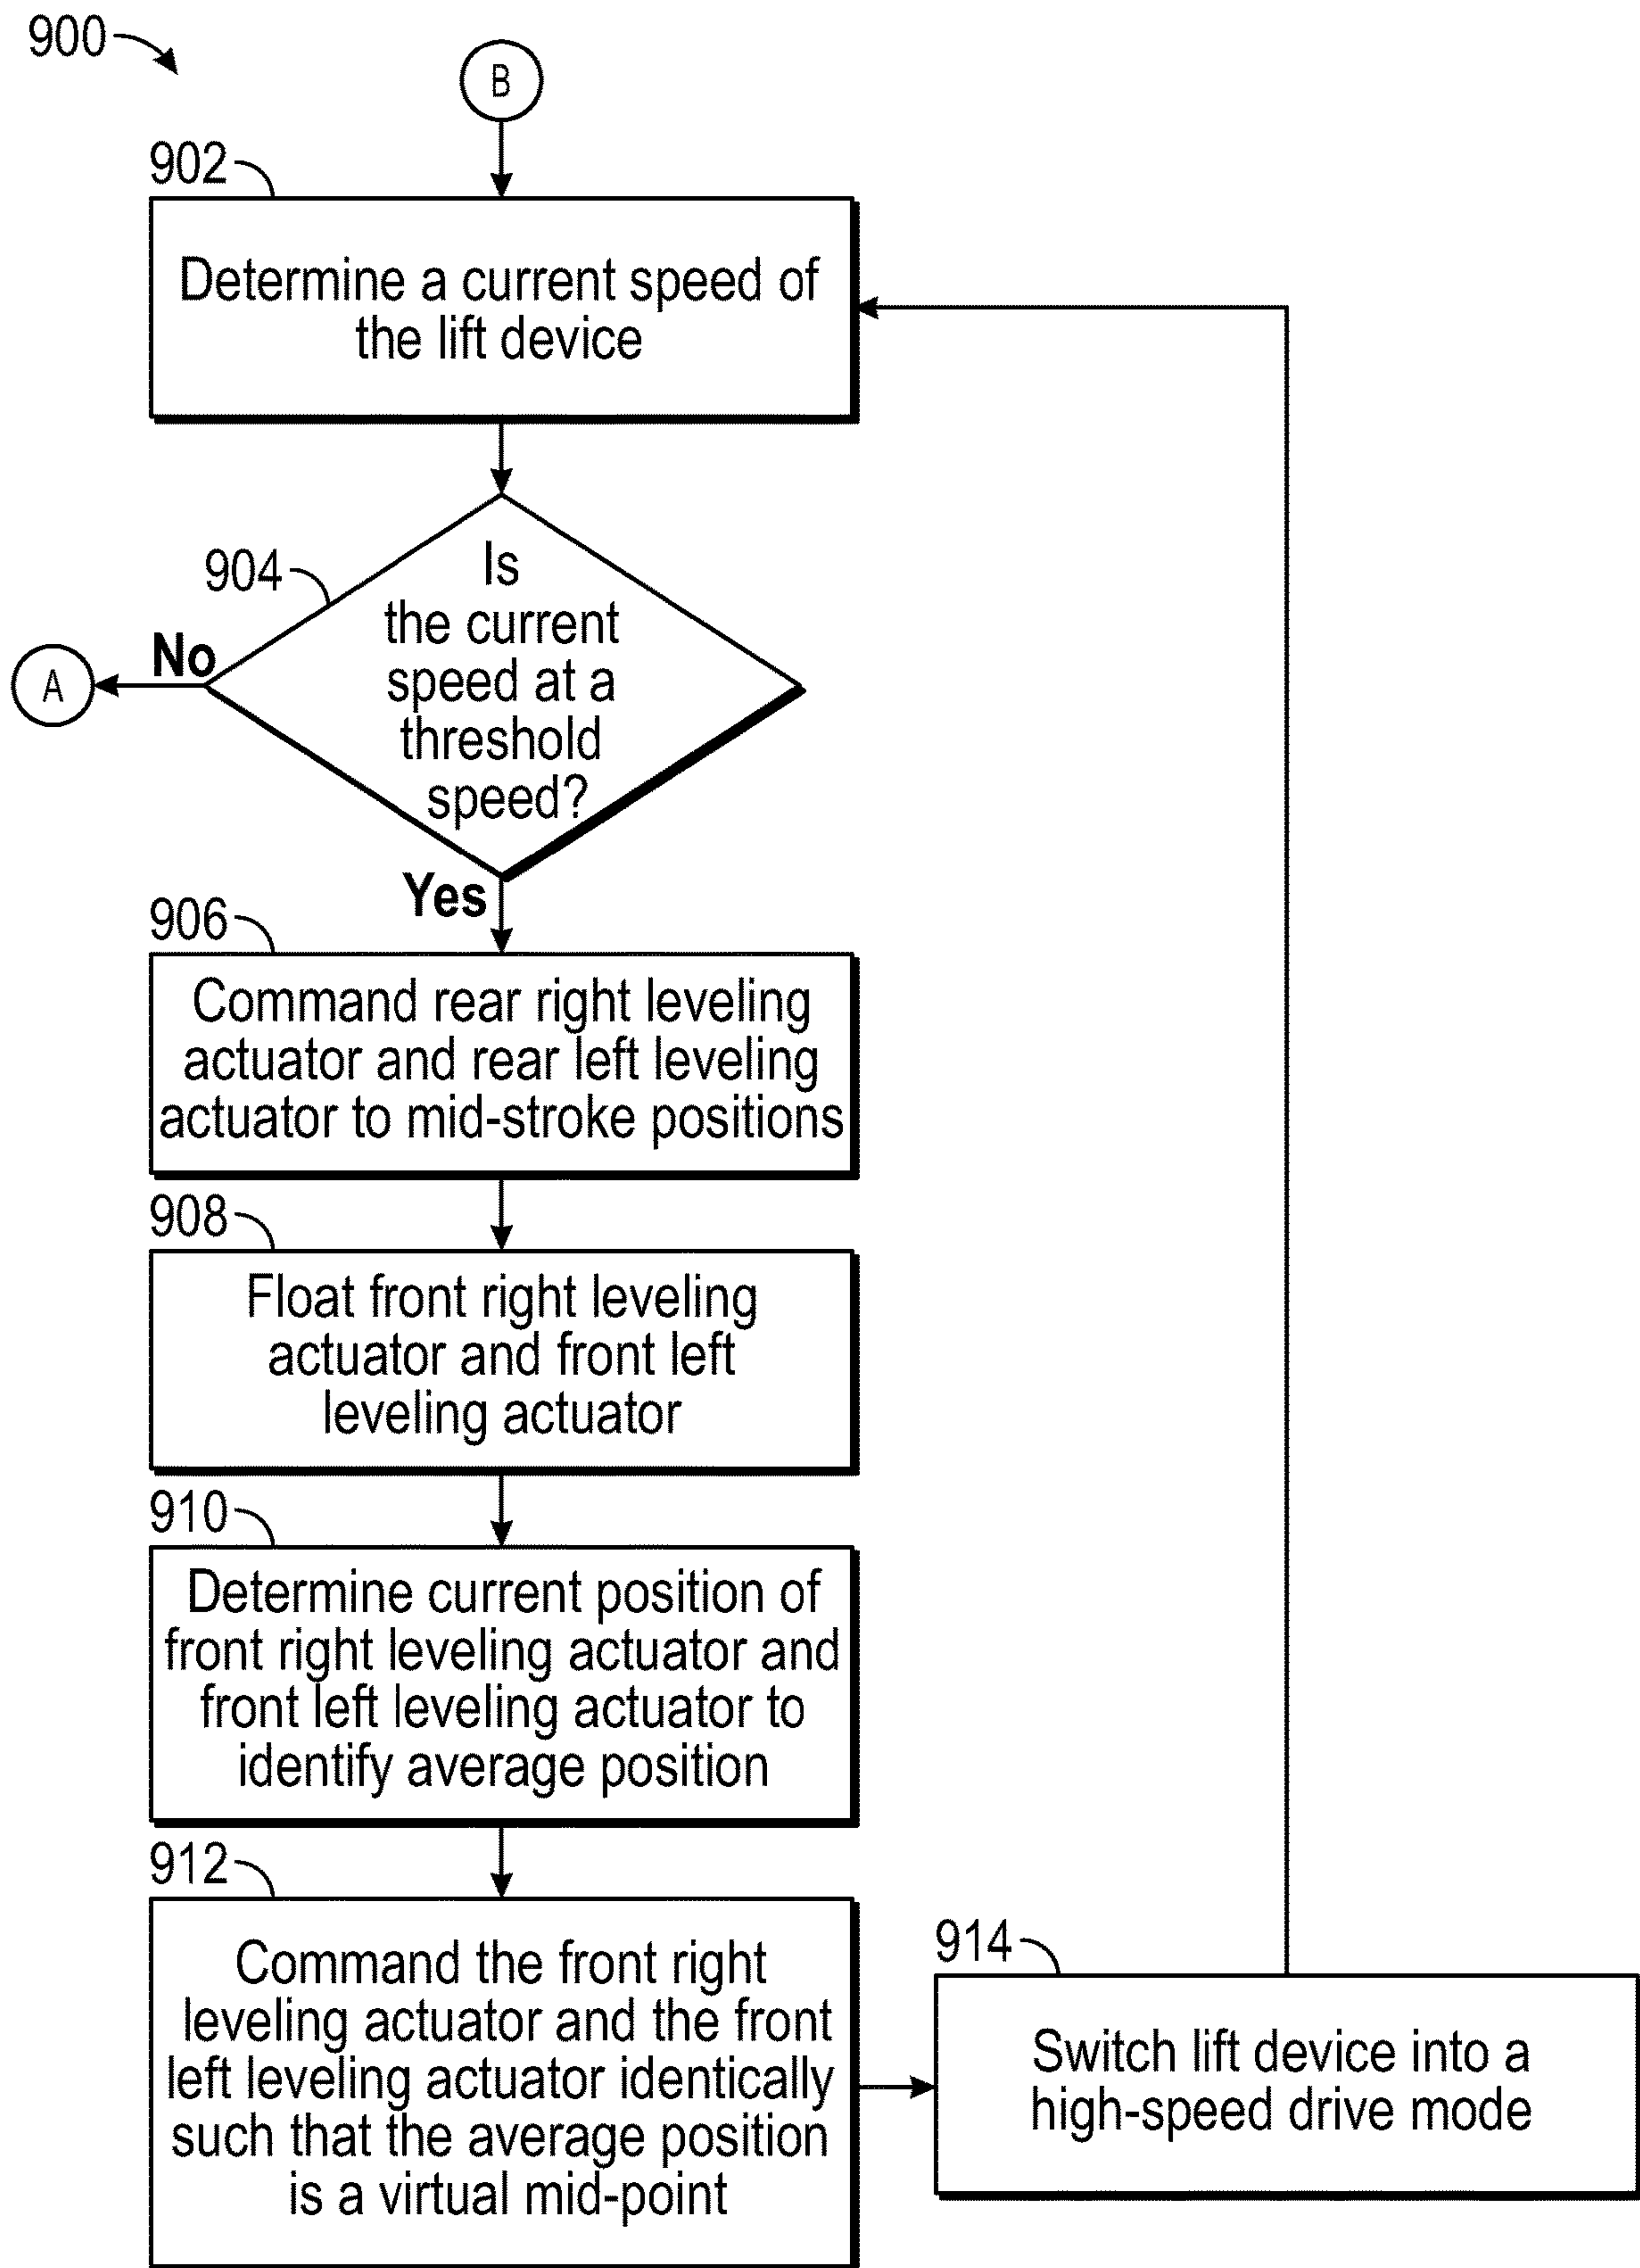 900
B
902
Determine a current speed of
the lift device
904
Is
the current
speed at a
threshold
speed?
No
A
Yes
906
Command rear right leveling
actuator and rear left leveling
actuator to mid-stroke positions
908
Float front right leveling
actuator and front left
leveling actuator
910
Determine current position of
front right leveling actuator and
front left leveling actuator to
identify average position
912
Command the front right
leveling actuator and the front
left leveling actuator identically
such that the average position
is a virtual mid-point
914
Switch lift device into a
high-speed drive mode